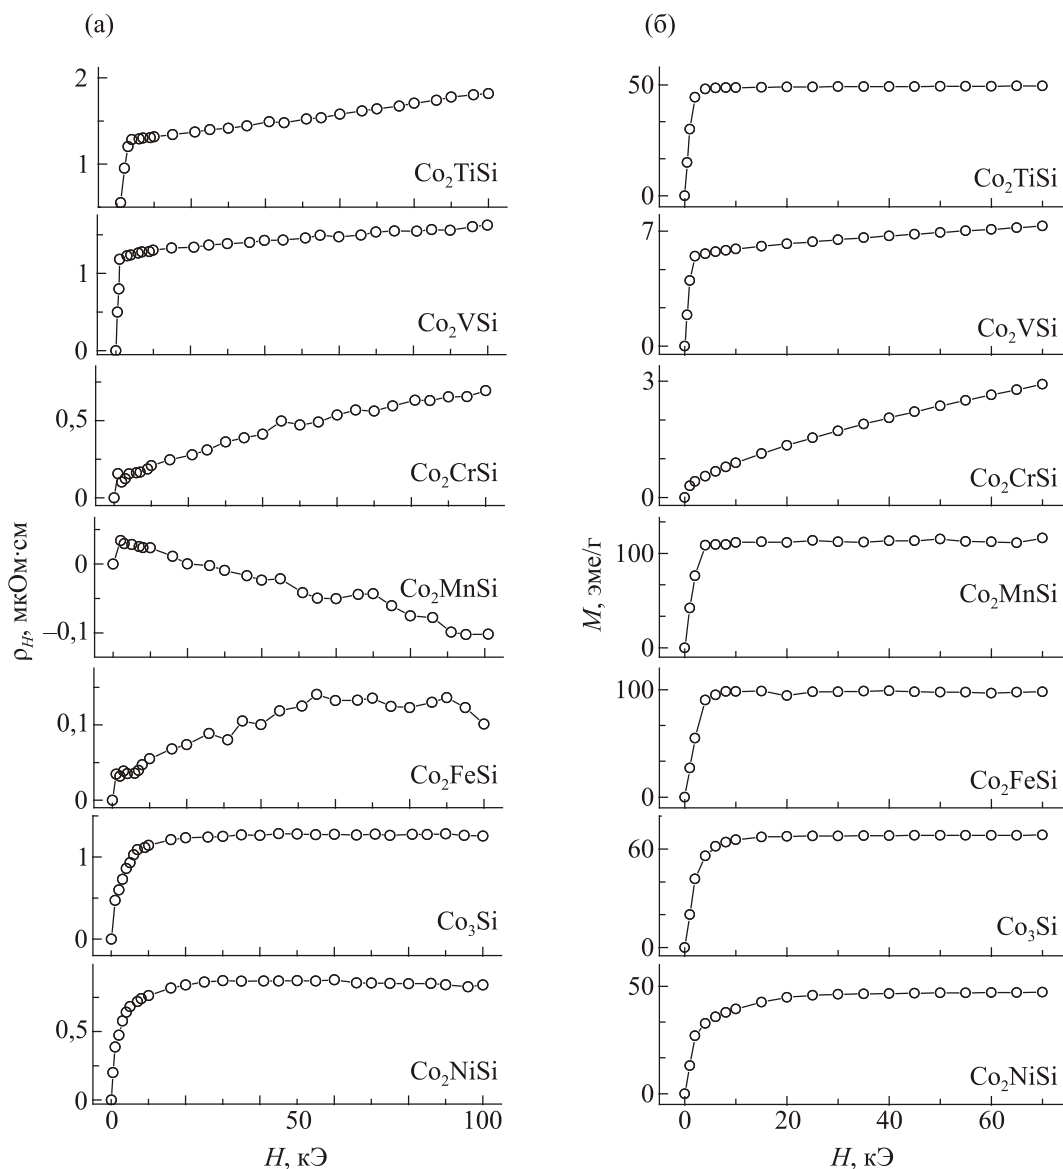 (а)
2
1
Co₂TiSi
1
0
Co₂VSi
0,5
0
Co₂CrSi
0
–0,1
Co₂MnSi
0,1
0
Co₂FeSi
1
0
Co₃Si
0,5
0
Co₂NiSi
0 50 100
H, кЭ
ρH, мкОм·см
(б)
50
0
Co₂TiSi
7
0
Co₂VSi
3
0
Co₂CrSi
100
0
Co₂MnSi
100
0
Co₂FeSi
60
0
Co₃Si
50
0
Co₂NiSi
0 20 40 60
H, кЭ
M, эме/г